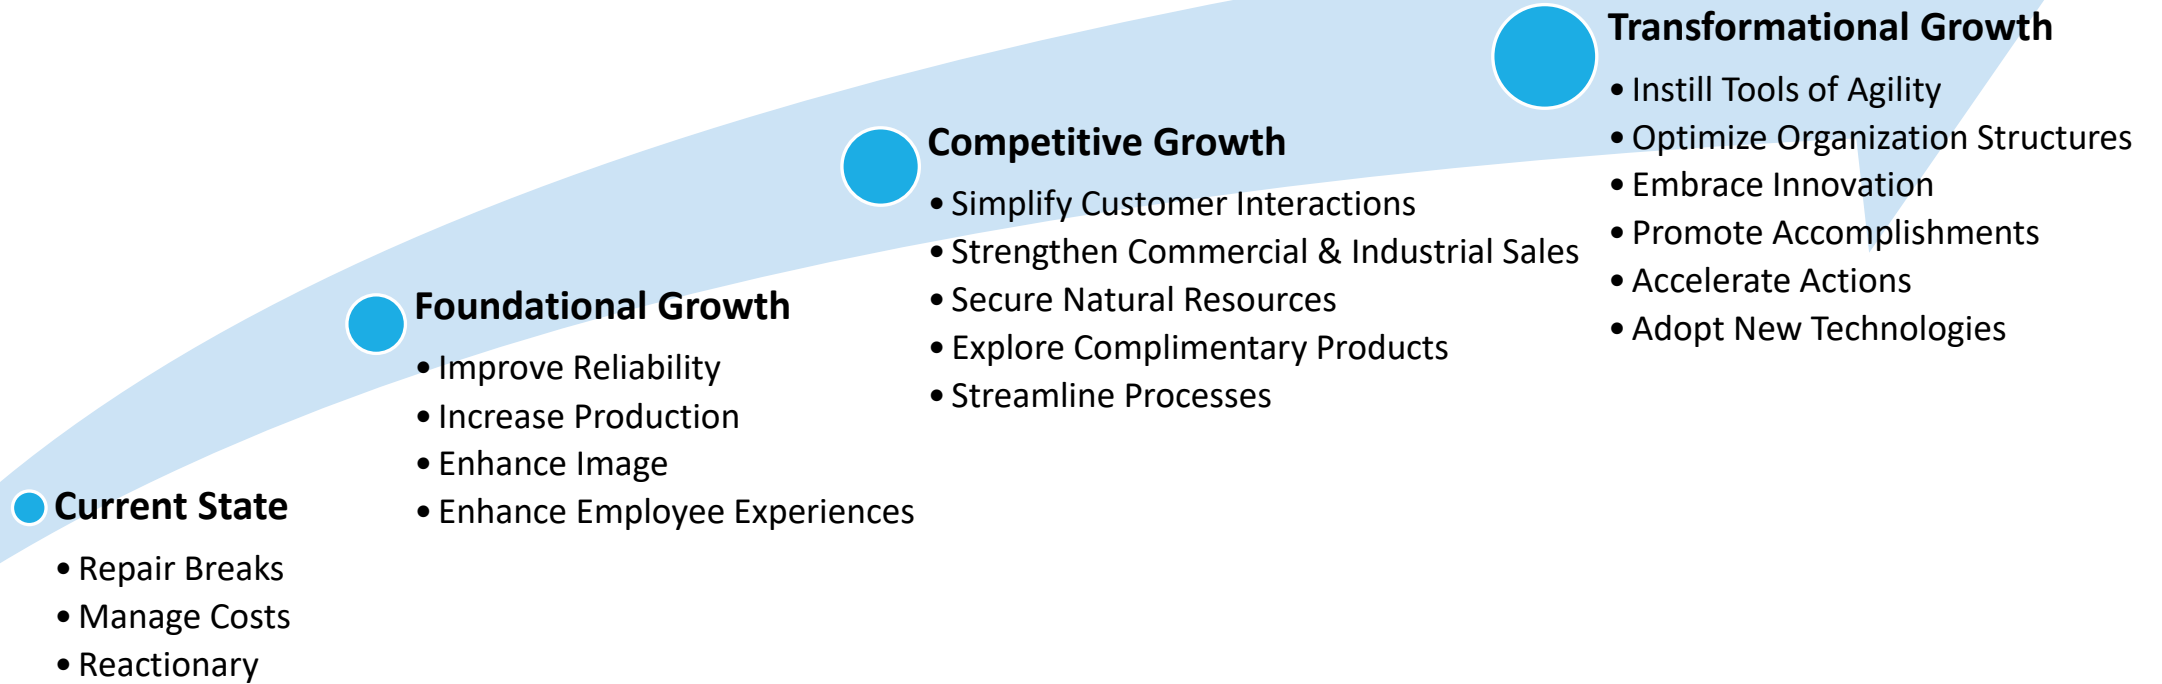 Current State
• Repair Breaks
• Manage Costs
• Reactionary
Foundational Growth
• Improve Reliability
• Increase Production
• Enhance Image
• Enhance Employee Experiences
Competitive Growth
• Simplify Customer Interactions
• Strengthen Commercial & Industrial Sales
• Secure Natural Resources
• Explore Complimentary Products
• Streamline Processes
Transformational Growth
• Instill Tools of Agility
• Optimize Organization Structures
• Embrace Innovation
• Promote Accomplishments
• Accelerate Actions
• Adopt New Technologies